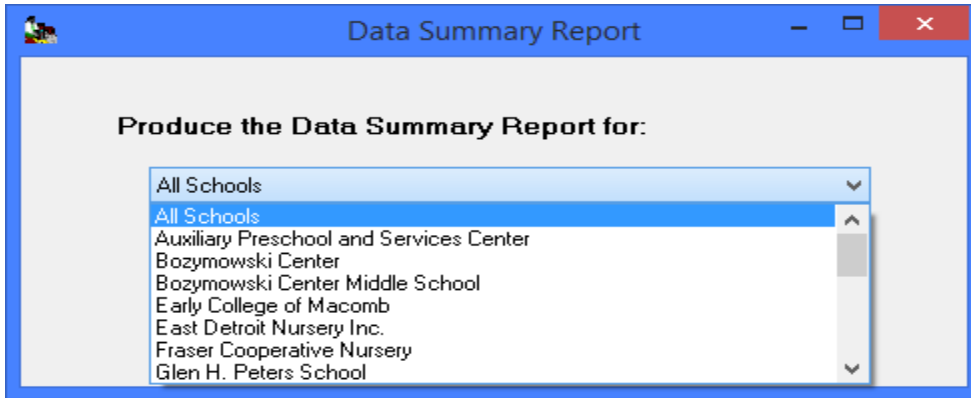 Data Summary Report
Produce the Data Summary Report for:
All Schools
All Schools
Auxiliary Preschool and Services Center
Bozymowski Center
Bozymowski Center Middle School
Early College of Macomb
East Detroit Nursery Inc.
Fraser Cooperative Nursery
Glen H. Peters School